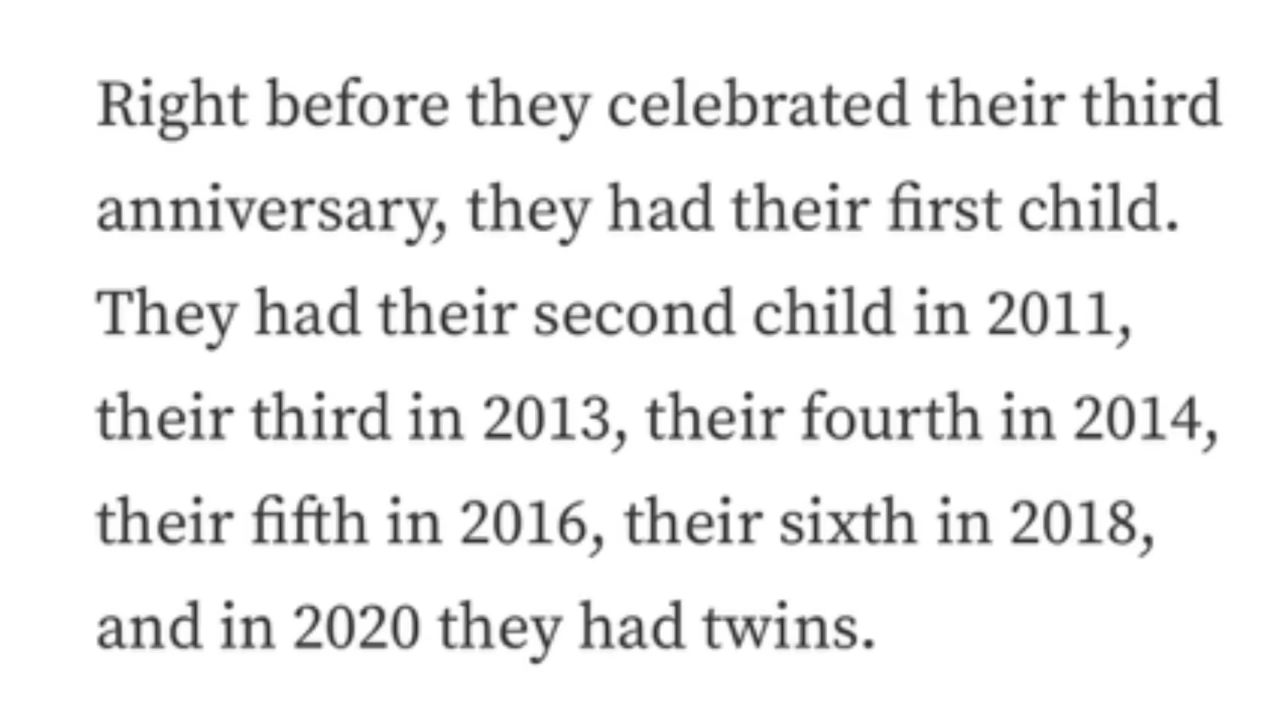 Right before they celebrated their third
anniversary, they had their first child.
They had their second child in 2011,
their third in 2013, their fourth in 2014,
their fifth in 2016, their sixth in 2018,
and in 2020 they had twins.